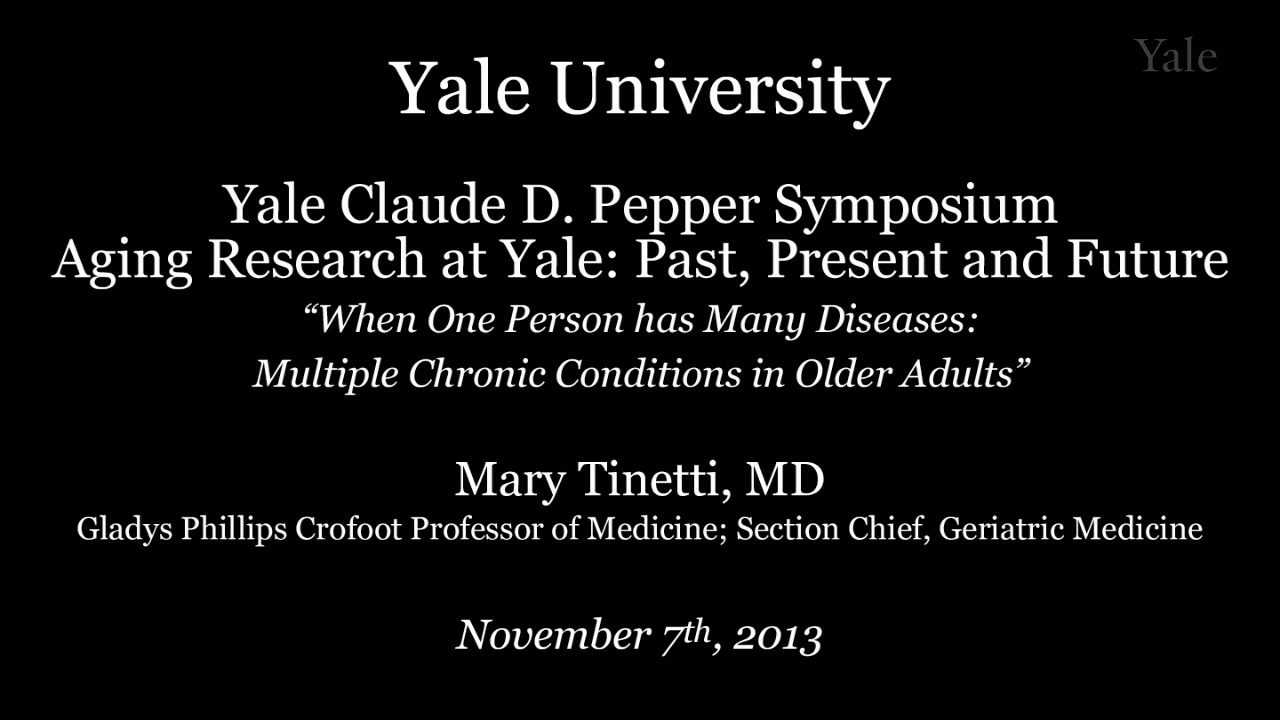 Yale
Yale University
Yale Claude D. Pepper Symposium
Aging Research at Yale: Past, Present and Future
“When One Person has Many Diseases:
Multiple Chronic Conditions in Older Adults”
Mary Tinetti, MD
Gladys Phillips Crofoot Professor of Medicine; Section Chief, Geriatric Medicine
November 7th, 2013